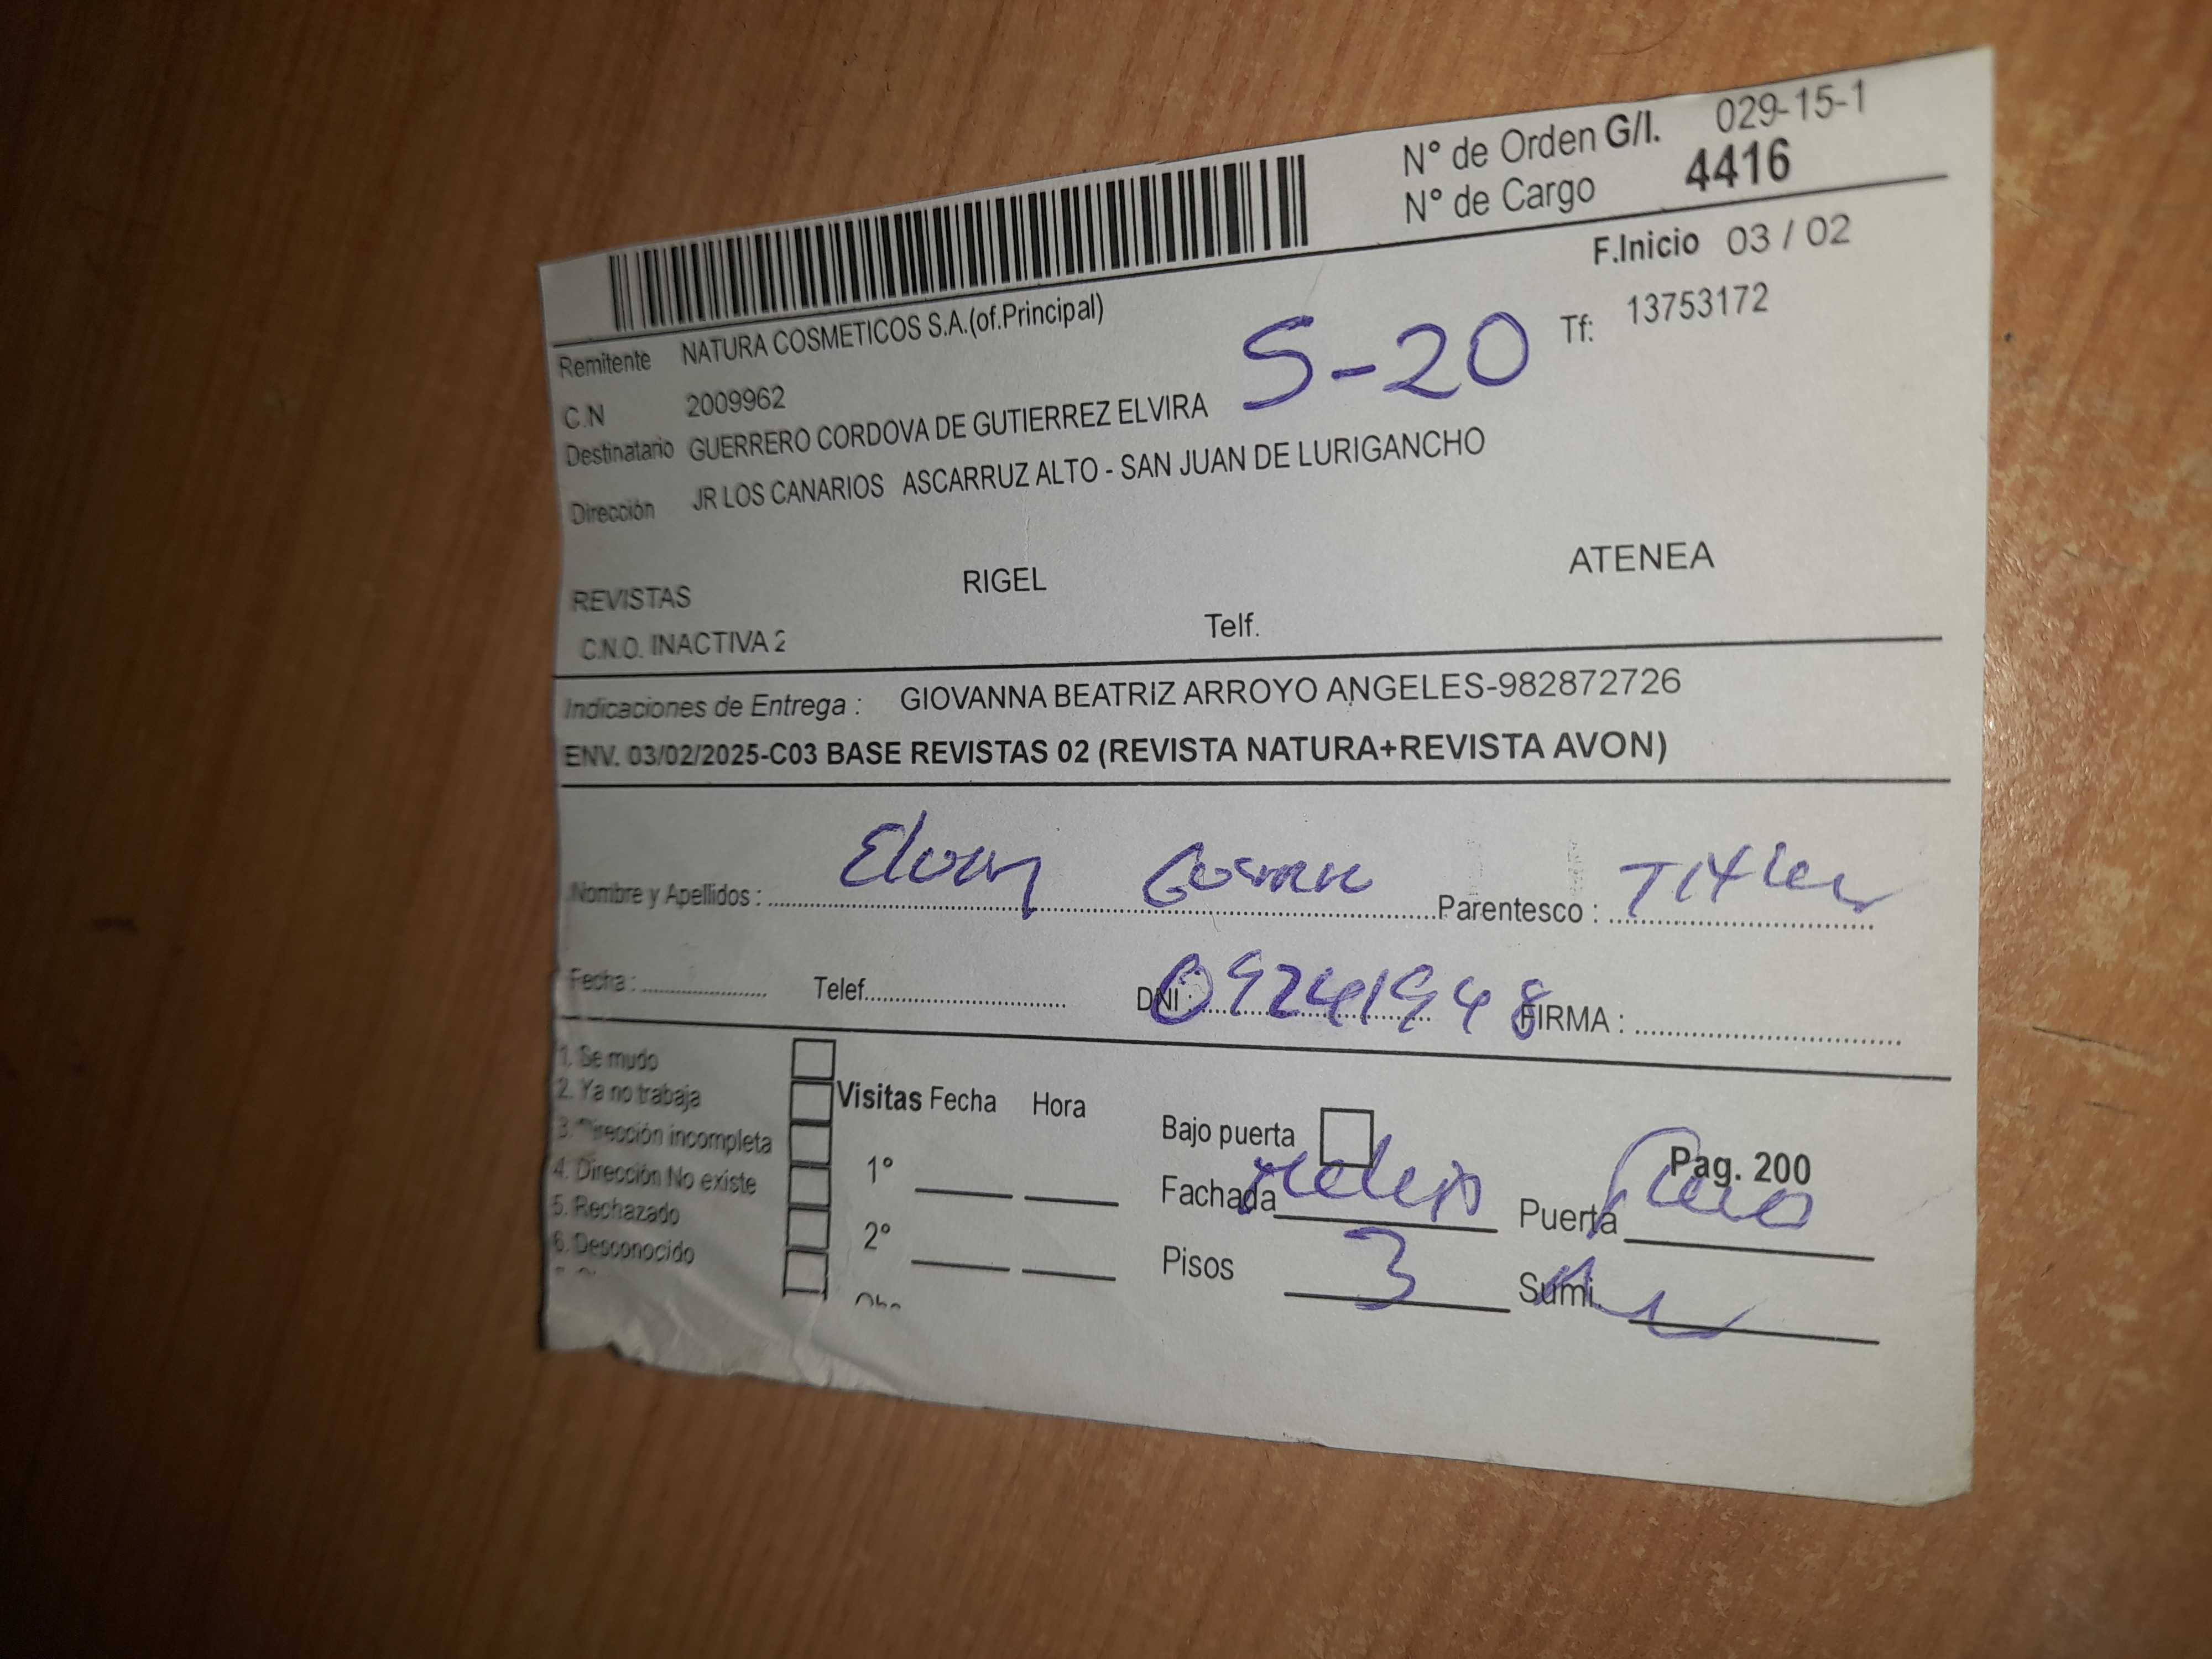 N° de Orden G/I. 029-15-1
N° de Cargo 4416
F.Inicio 03 / 02
Remitente NATURA COSMETICOS S.A.(of.Principal)
Tf: 13753172
C.N 2009962
S-20
Destinatario GUERRERO CORDOVA DE GUTIERREZ ELVIRA
Dirección JR LOS CANARIOS ASCARRUZ ALTO - SAN JUAN DE LURIGANCHO
REVISTAS RIGEL ATENEA
C.N.O. INACTIVA 2 Telf.
Indicaciones de Entrega : GIOVANNA BEATRIZ ARROYO ANGELES-982872726
ENV. 03/02/2025-C03 BASE REVISTAS 02 (REVISTA NATURA+REVISTA AVON)
Nombre y Apellidos : Parentesco :
Fecha : Telef. DNI : 09241948 FIRMA :
1. Se mudo
2. Ya no trabaja
3. Dirección incompleta
4. Dirección No existe
5. Rechazado
6. Desconocido
Visitas Fecha Hora
1°
2°
Bajo puerta Pag. 200
Fachada Puerta
Pisos 3 Sumi.